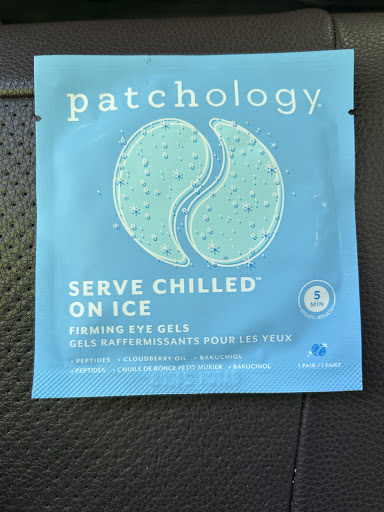 patchology.
SERVE CHILLED™
ON ICE
FIRMING EYE GELS
GELS RAFFERMISSANTS POUR LES YEUX
• PEPTIDES • CLOUDBERRY OIL • BAKUCHIOL
• PEPTIDES • L'HUILE DE RONCE PETIT MÛRIER • BAKUCHIOL
5
MIN
1 PAIR / 1 PAIRE